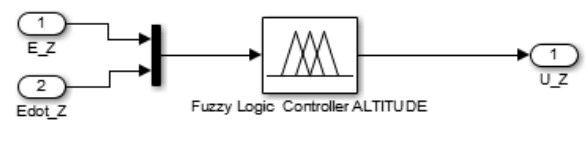 1
E_Z
2
Edot_Z
Fuzzy Logic Controller ALTITUDE
1
U_Z